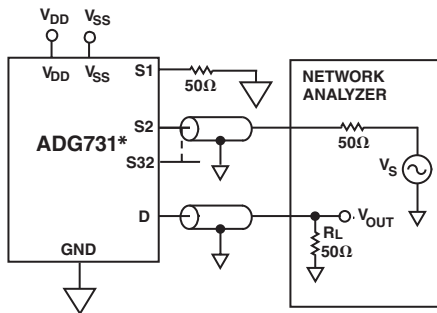 VDD
VSS
VDD
VSS
S1
50Ω
NETWORK
ANALYZER
S2
ADG731*
50Ω
VS
S32
D
VOUT
RL
50Ω
GND